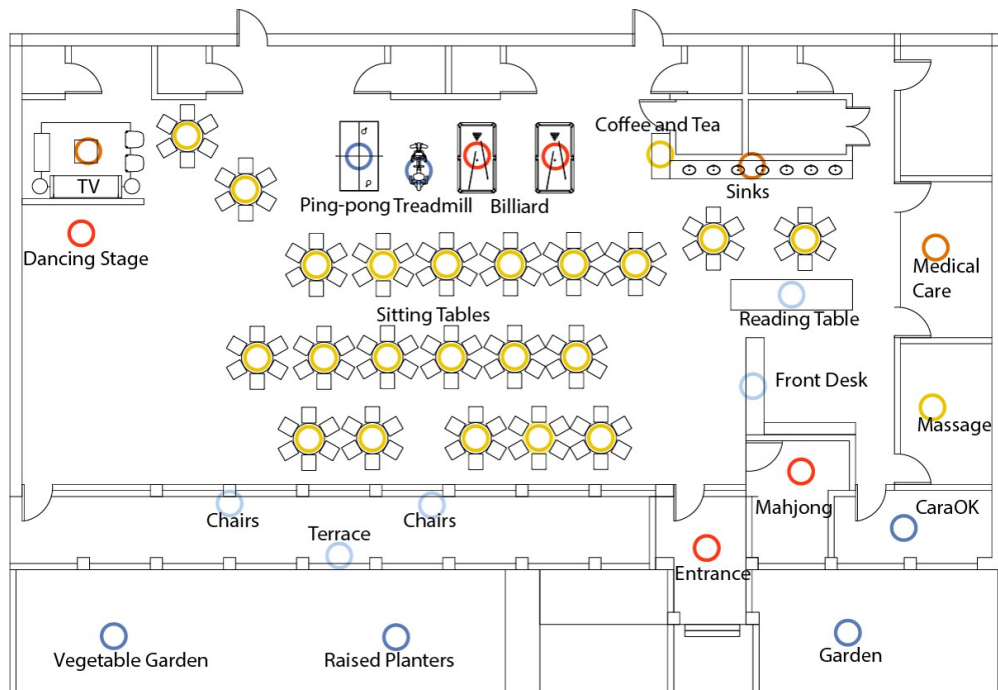 Coffee and Tea
TV
Ping-pong
Treadmill
Billiard
Sinks
Dancing Stage
Medical
Care
Sitting Tables
Reading Table
Front Desk
Massage
Mahjong
CaraOK
Chairs
Chairs
Terrace
Entrance
Vegetable Garden
Raised Planters
Garden